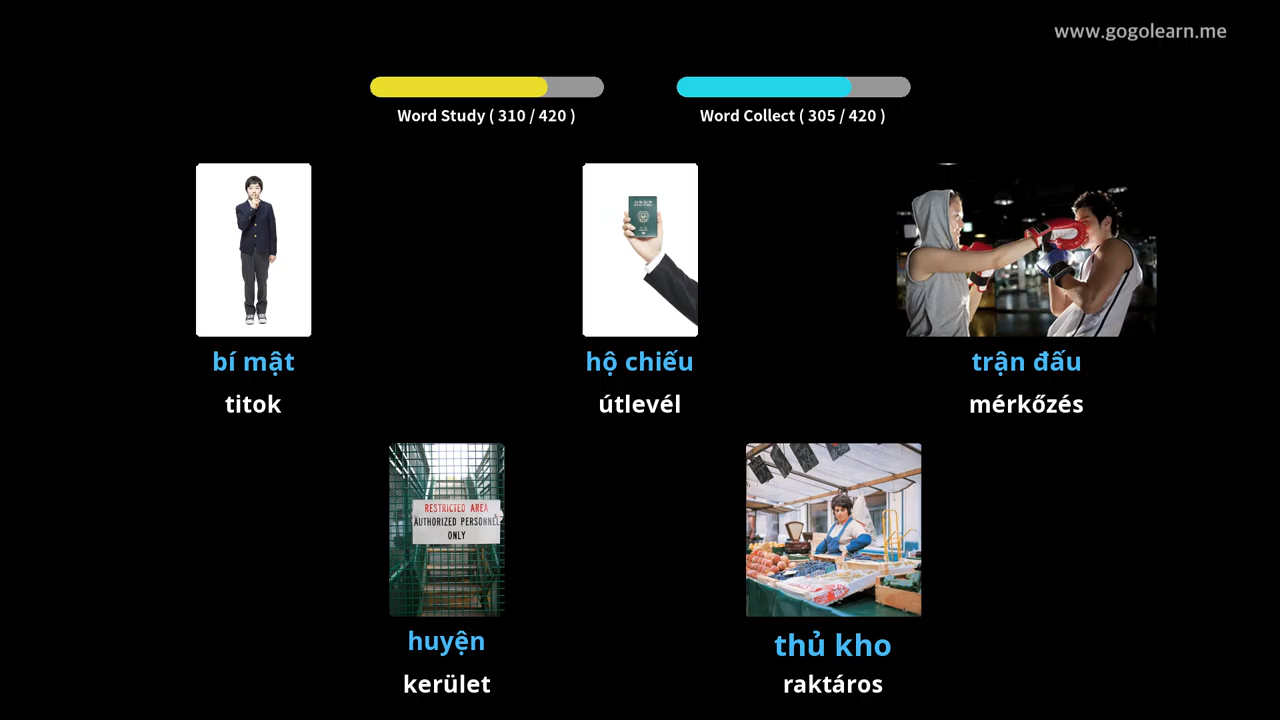 www.gogolearn.me
Word Study ( 310 / 420 )
Word Collect ( 305 / 420 )
bí mật
titok
hộ chiếu
útlevél
trận đấu
mérkőzés
RESTRICTED AREA
AUTHORIZED PERSONNEL
ONLY
huyện
kerület
thủ kho
raktáros